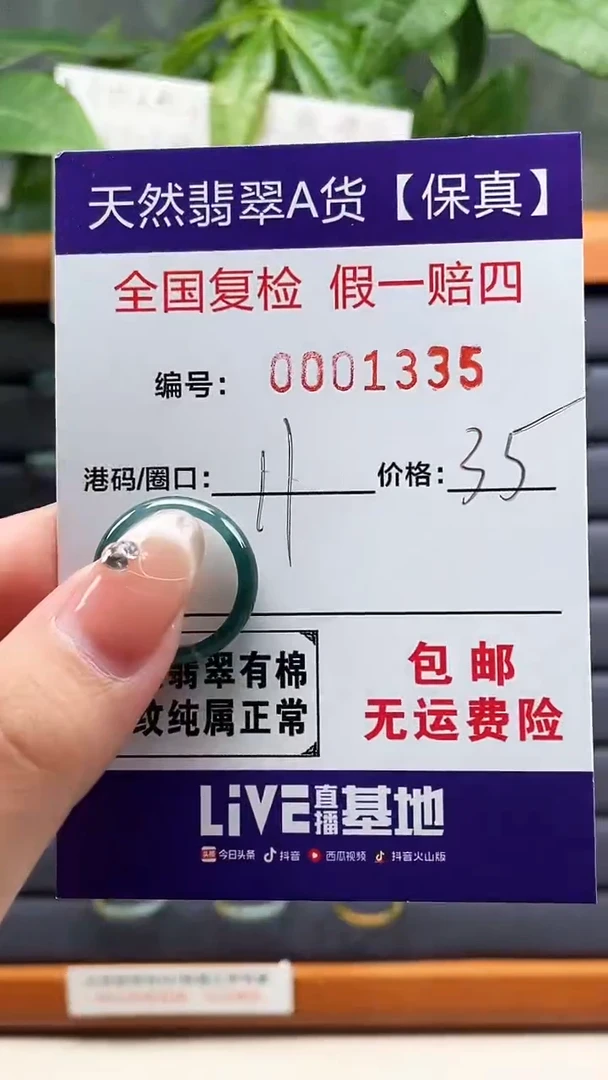 天然翡翠A货【保真】
全国复检 假一赔四
编号: 0001335
港码/圈口: 11 价格: 35
翡翠有棉
纹纯属正常
包邮
无运费险
LiVE直播基地
头条 今日头条 抖音 西瓜视频 抖音火山版